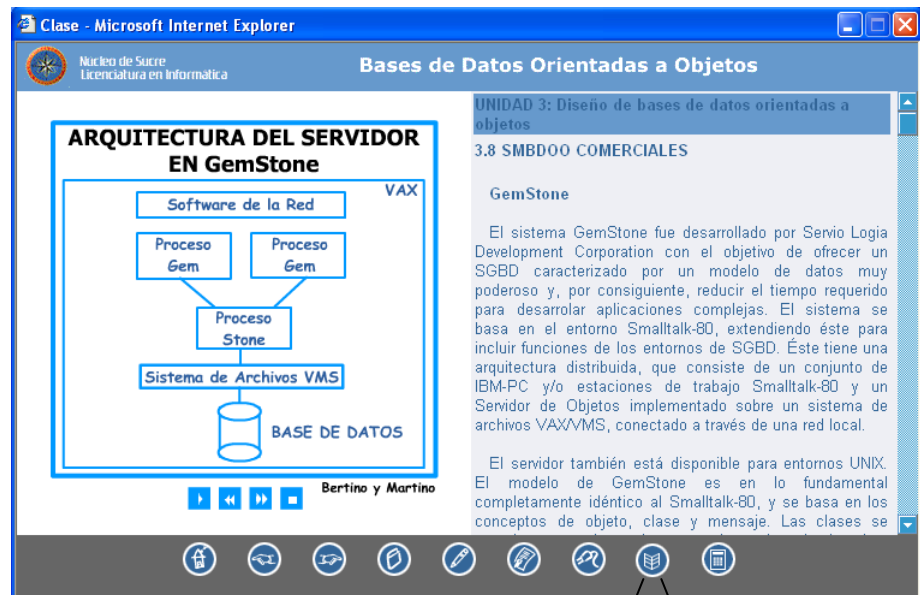 Clase - Microsoft Internet Explorer
Núcleo de Sucre
Licenciatura en Informática
Bases de Datos Orientadas a Objetos
ARQUITECTURA DEL SERVIDOR
EN GemStone
VAX
Software de la Red
Proceso
Gem
Proceso
Gem
Proceso
Stone
Sistema de Archivos VMS
BASE DE DATOS
Bertino y Martino
UNIDAD 3: Diseño de bases de datos orientadas a
objetos
3.8 SMBDOO COMERCIALES
GemStone
El sistema GemStone fue desarrollado por Servio Logia
Development Corporation con el objetivo de ofrecer un
SGBD caracterizado por un modelo de datos muy
poderoso y, por consiguiente, reducir el tiempo requerido
para desarrolar aplicaciones complejas. El sistema se
basa en el entorno Smalltalk-80, extendiendo éste para
incluir funciones de los entornos de SGBD. Éste tiene una
arquitectura distribuida, que consiste de un conjunto de
IBM-PC y/o estaciones de trabajo Smalltalk-80 y un
Servidor de Objetos implementado sobre un sistema de
archivos VAX/VMS, conectado a través de una red local.
El servidor también está disponible para entornos UNIX.
El modelo de GemStone es en lo fundamental
completamente idéntico al Smalltalk-80, y se basa en los
conceptos de objeto, clase y mensaje. Las clases se